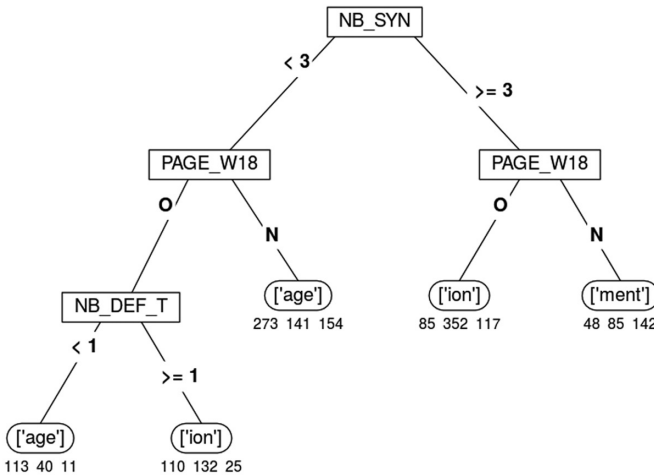 NB_SYN
< 3
>= 3
PAGE_W18
PAGE_W18
O
N
O
N
NB_DEF_T
['age']
['ion']
['ment']
273 141 154
85 352 117
48 85 142
< 1
>= 1
['age']
['ion']
113 40 11
110 132 25